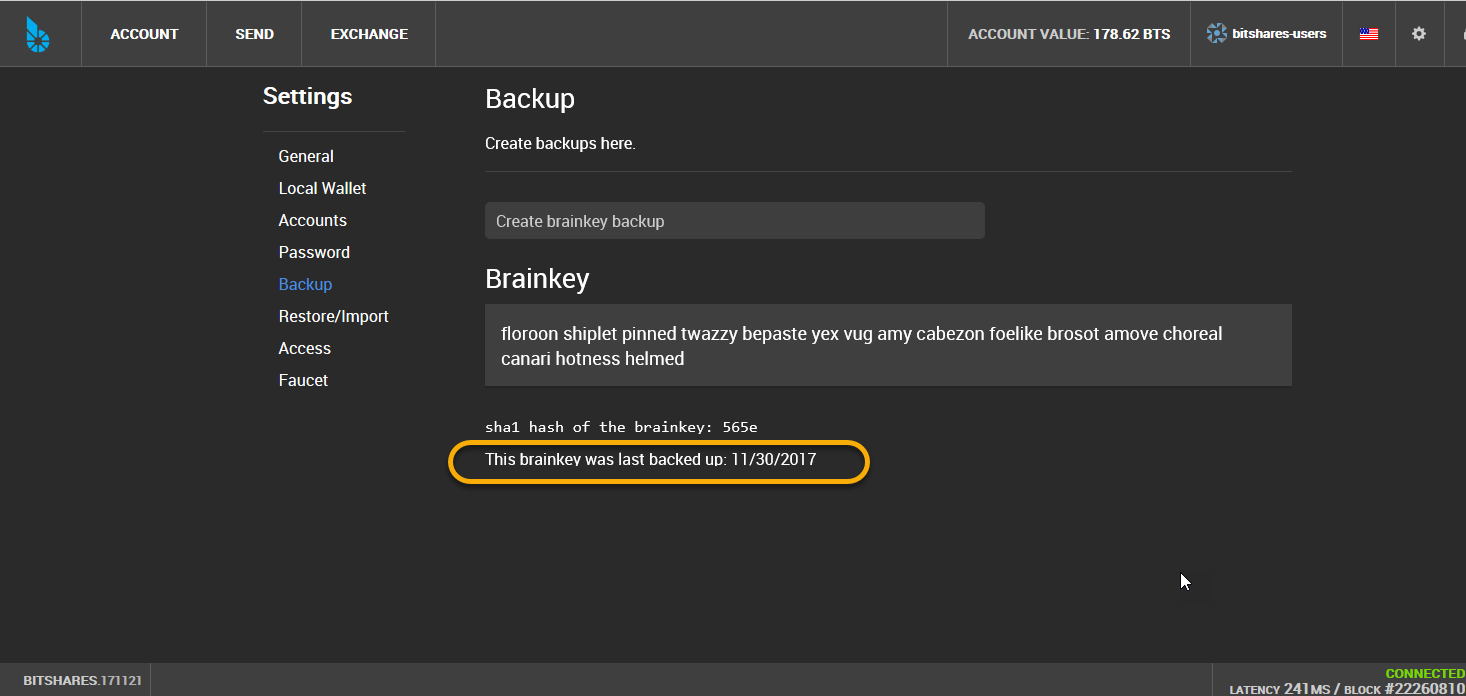 ACCOUNT SEND EXCHANGE ACCOUNT VALUE: 178.62 BTS bitshares-users
Settings
General
Local Wallet
Accounts
Password
Backup
Restore/Import
Access
Faucet
Backup
Create backups here.
Create brainkey backup
Brainkey
floroon shiplet pinned twazzy bepaste yex vug amy cabezon foelike brosot amove choreal
canari hotness helmed
sha1 hash of the brainkey: 565e
This brainkey was last backed up: 11/30/2017
BITSHARES.171121
CONNECTED
LATENCY 241MS / BLOCK #22260810